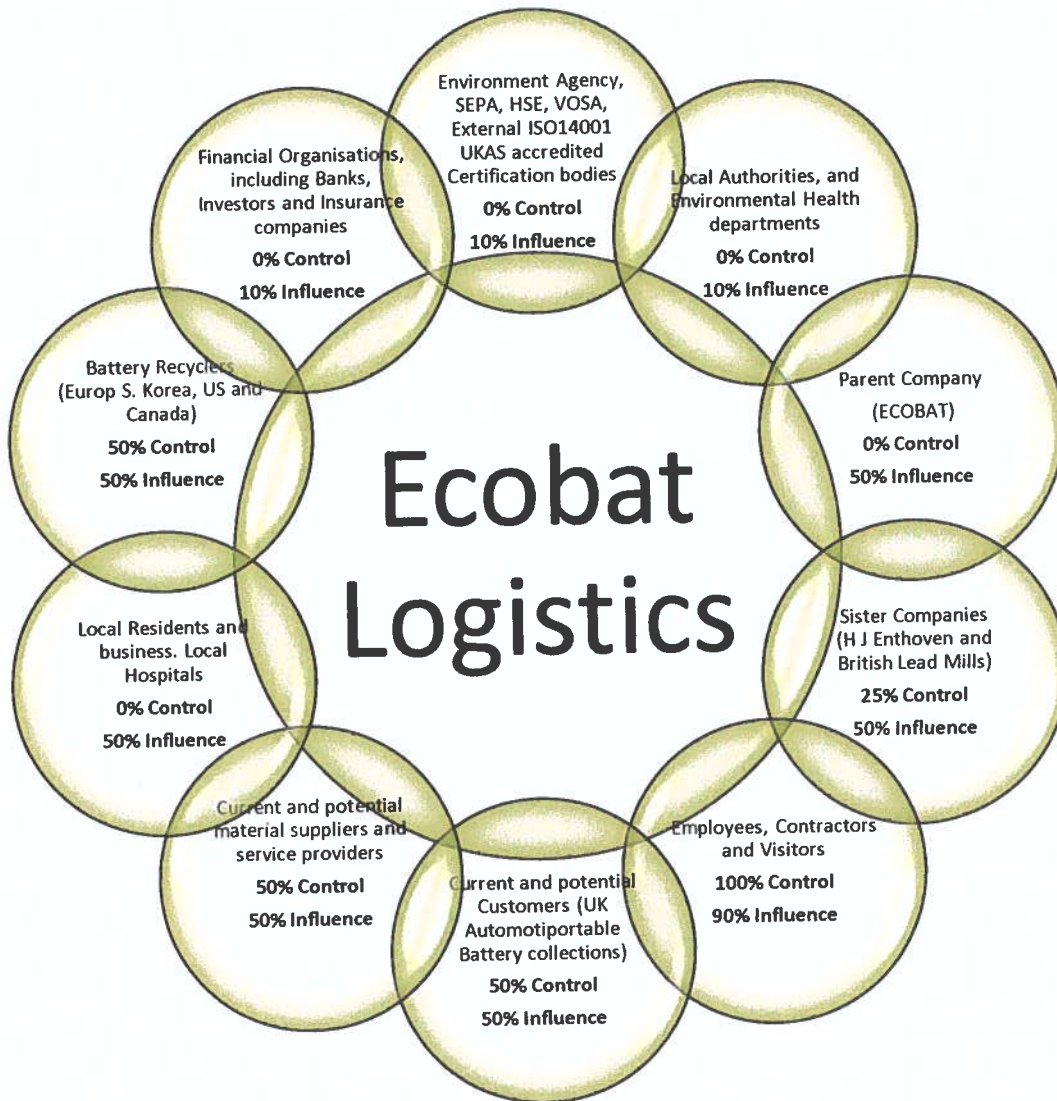 Environment Agency,
SEPA, HSE, VOSA,
External ISO14001
UKAS accredited
Certification bodies
0% Control
10% Influence
Local Authorities, and
Environmental Health
departments
0% Control
10% Influence
Parent Company
(ECOBAT)
0% Control
50% Influence
Sister Companies
(H J Enthoven and
British Lead Mills)
25% Control
50% Influence
Employees, Contractors
and Visitors
100% Control
90% Influence
Current and potential
Customers (UK
Automotiportable
Battery collections)
50% Control
50% Influence
Current and potential
material suppliers and
service providers
50% Control
50% Influence
Local Residents and
business. Local
Hospitals
0% Control
50% Influence
Battery Recyclers
(Europ S. Korea, US and
Canada)
50% Control
50% Influence
Financial Organisations,
including Banks,
Investors and Insurance
companies
0% Control
10% Influence
Ecobat
Logistics